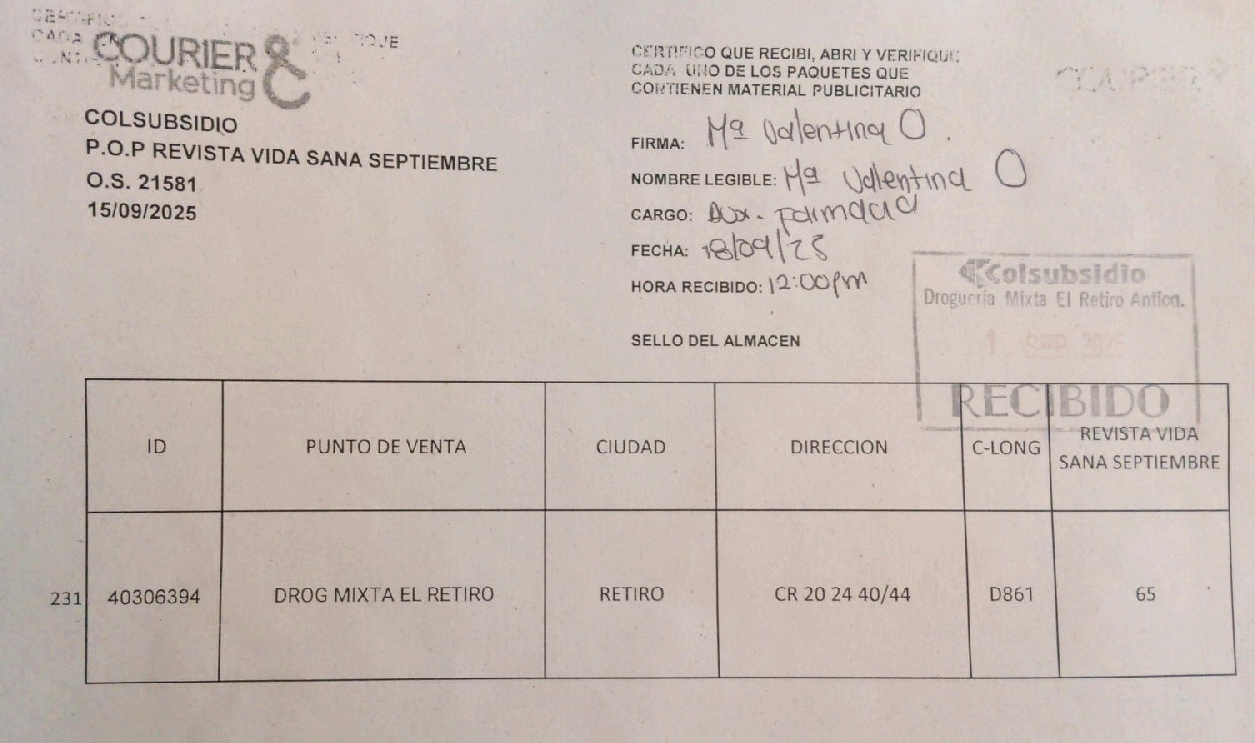 COURIER
Marketing
COLSUBSIDIO
P.O.P REVISTA VIDA SANA SEPTIEMBRE
O.S. 21581
15/09/2025
CERTIFICO QUE RECIBI, ABRI Y VERIFIQUE
CADA UNO DE LOS PAQUETES QUE
CONTIENEN MATERIAL PUBLICITARIO
FIRMA: Mª Valentina O.
NOMBRE LEGIBLE: Mª Valentina O
CARGO: Aux. farmacia
FECHA: 18/09/25
HORA RECIBIDO: 12:00pm
SELLO DEL ALMACEN
Colsubsidio
Droguería Mixta El Retiro Antioq.
SEP 2025
RECIBIDO
ID PUNTO DE VENTA CIUDAD DIRECCION C-LONG REVISTA VIDA
SANA SEPTIEMBRE
231 40306394 DROG MIXTA EL RETIRO RETIRO CR 20 24 40/44 D861 65